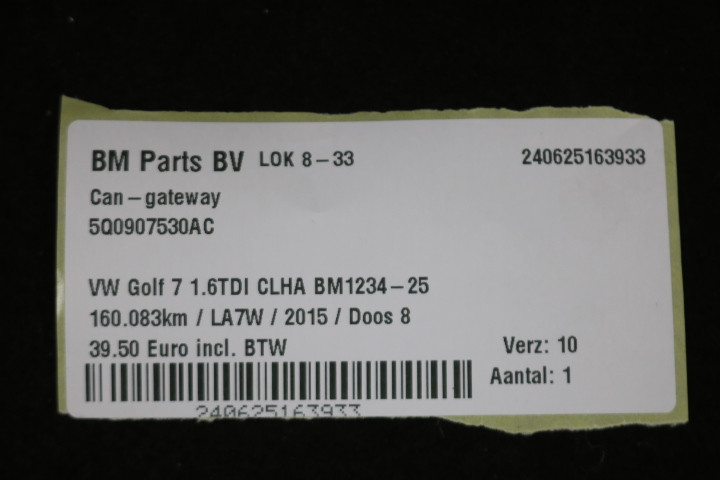 BM Parts BV LOK 8-33 240625163933
Can-gateway
5Q0907530AC
VW Golf 7 1.6TDI CLHA BM1234-25
160.083km / LA7W / 2015 / Doos 8
39.50 Euro incl. BTW Verz: 10
Aantal: 1
240625163933